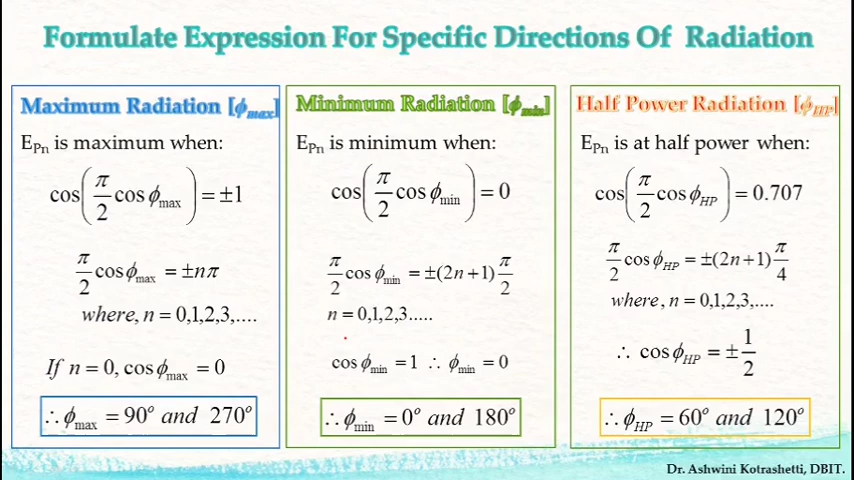 Formulate Expression For Specific Directions Of Radiation
Maximum Radiation [ϕmax]
E_Pn is maximum when:
cos(π/2 cos ϕmax) = ±1
π/2 cos ϕmax = ±nπ
where, n = 0,1,2,3,....
If n = 0, cos ϕmax = 0
∴ ϕmax = 90° and 270°
Minimum Radiation [ϕmin]
E_Pn is minimum when:
cos(π/2 cos ϕmin) = 0
π/2 cos ϕmin = ±(2n+1) π/2
n = 0,1,2,3.....
cos ϕmin = 1 ∴ ϕmin = 0
∴ ϕmin = 0° and 180°
Half Power Radiation [ϕHP]
E_Pn is at half power when:
cos(π/2 cos ϕHP) = 0.707
π/2 cos ϕHP = ±(2n+1) π/4
where, n = 0,1,2,3,....
∴ cos ϕHP = ± 1/2
∴ ϕHP = 60° and 120°
Dr. Ashwini Kotrashetti, DBIT.